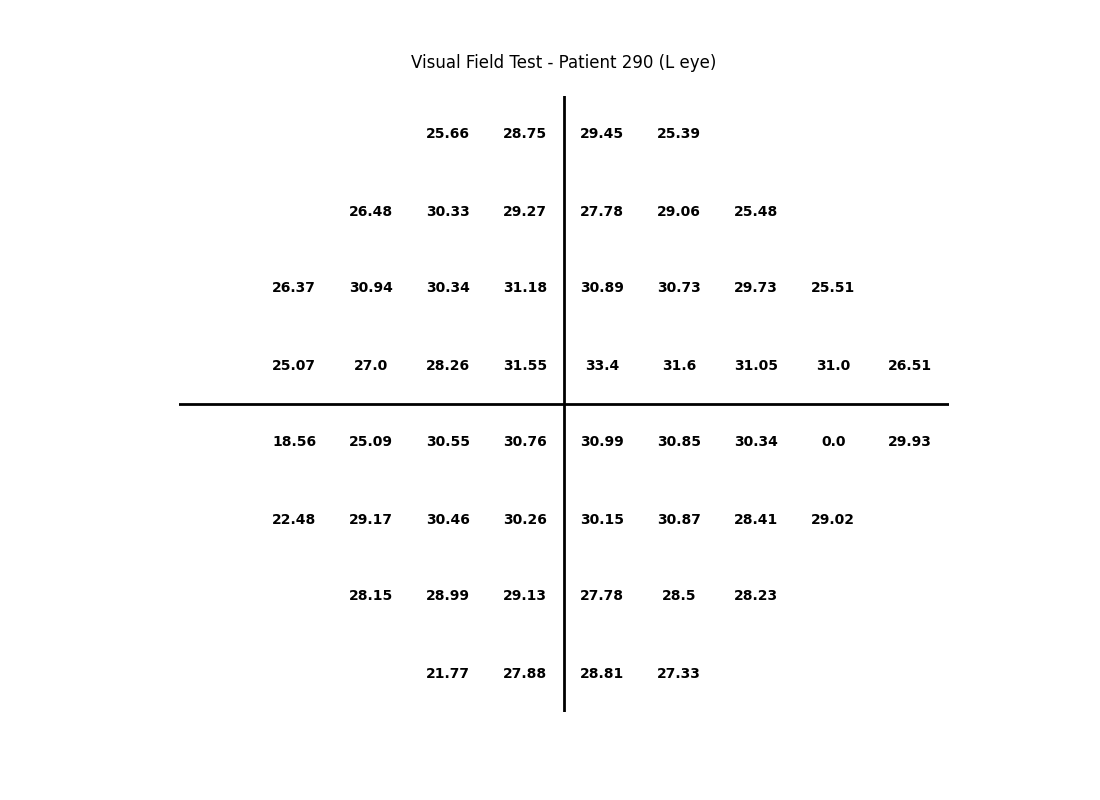 Visual Field Test - Patient 290 (L eye)
25.66 28.75 29.45 25.39
26.48 30.33 29.27 27.78 29.06 25.48
26.37 30.94 30.34 31.18 30.89 30.73 29.73 25.51
25.07 27.0 28.26 31.55 33.4 31.6 31.05 31.0 26.51
18.56 25.09 30.55 30.76 30.99 30.85 30.34 0.0 29.93
22.48 29.17 30.46 30.26 30.15 30.87 28.41 29.02
28.15 28.99 29.13 27.78 28.5 28.23
21.77 27.88 28.81 27.33